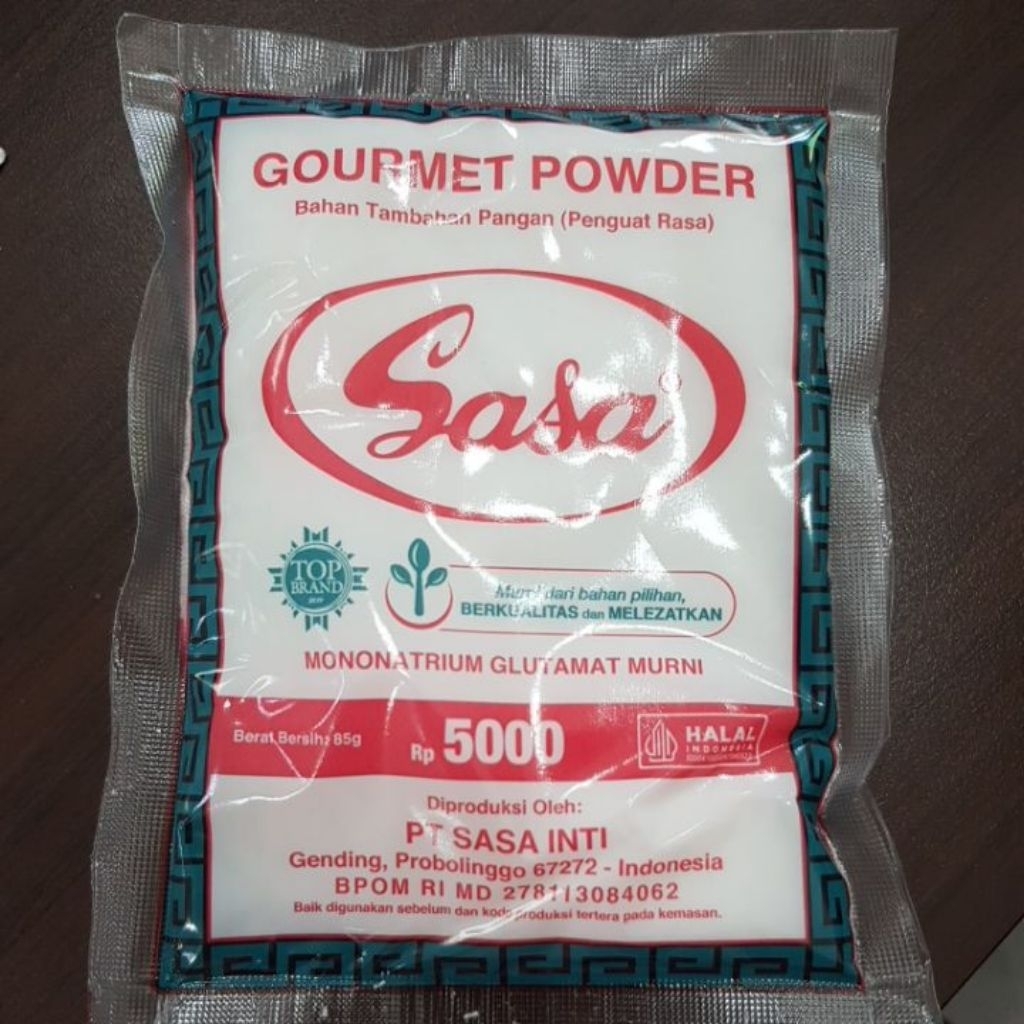 GOURMET POWDER
Bahan Tambahan Pangan (Penguat Rasa)
Sasa®
TOP
BRAND
Murni dari bahan pilihan,
BERKUALITAS dan MELEZATKAN
MONONATRIUM GLUTAMAT MURNI
Berat Bersih: 85g
Rp 5000
HALAL
INDONESIA
Diproduksi Oleh:
PT SASA INTI
Gending, Probolinggo 67272 - Indonesia
BPOM RI MD 278113084062
Baik digunakan sebelum dan kode produksi tertera pada kemasan.